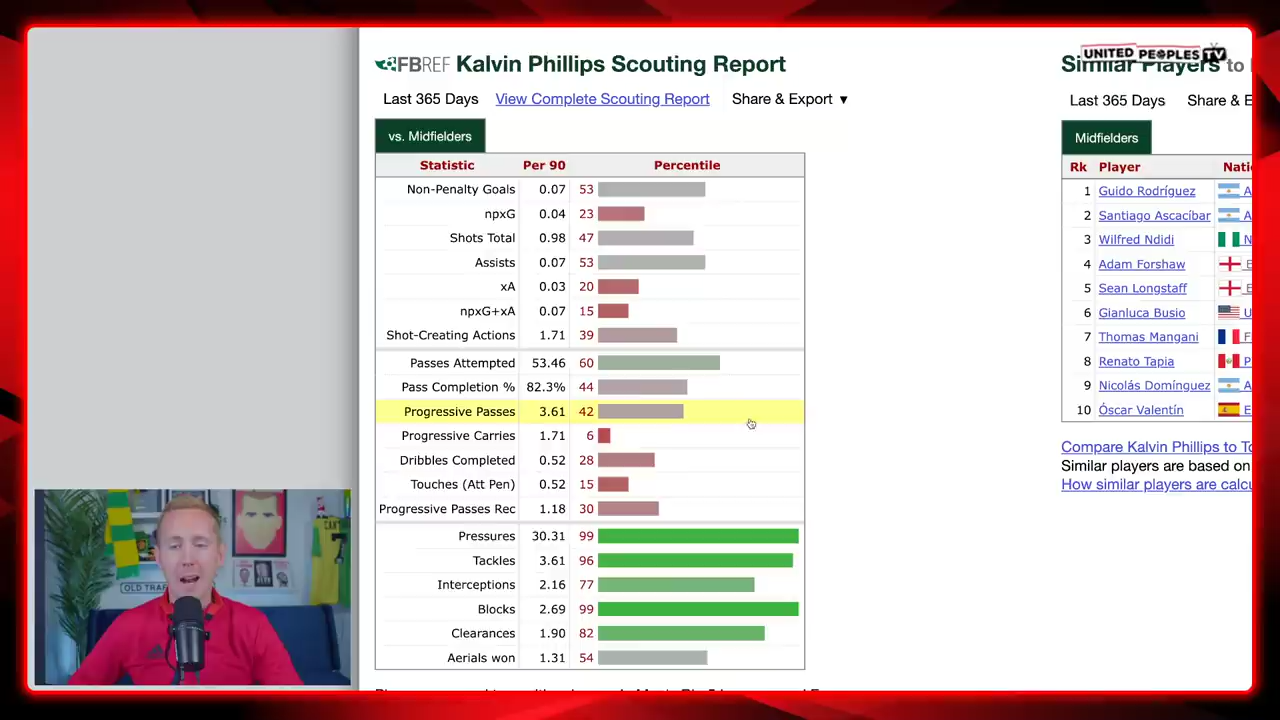 UNITED PEOPLES TV
FBREF Kalvin Phillips Scouting Report
Last 365 Days View Complete Scouting Report Share & Export ▼
vs. Midfielders
Statistic Per 90 Percentile
Non-Penalty Goals 0.07 53
npxG 0.04 23
Shots Total 0.98 47
Assists 0.07 53
xA 0.03 20
npxG+xA 0.07 15
Shot-Creating Actions 1.71 39
Passes Attempted 53.46 60
Pass Completion % 82.3% 44
Progressive Passes 3.61 42
Progressive Carries 1.71 6
Dribbles Completed 0.52 28
Touches (Att Pen) 0.52 15
Progressive Passes Rec 1.18 30
Pressures 30.31 99
Tackles 3.61 96
Interceptions 2.16 77
Blocks 2.69 99
Clearances 1.90 82
Aerials won 1.31 54
Similar Players to
Last 365 Days Share & E
Midfielders
Rk Player Nati
1 Guido Rodríguez A
2 Santiago Ascacíbar A
3 Wilfred Ndidi N
4 Adam Forshaw E
5 Sean Longstaff E
6 Gianluca Busio U
7 Thomas Mangani F
8 Renato Tapia P
9 Nicolás Domínguez A
10 Óscar Valentín E
Compare Kalvin Phillips to To
Similar players are based on
How similar players are calcu
OLD TRAF